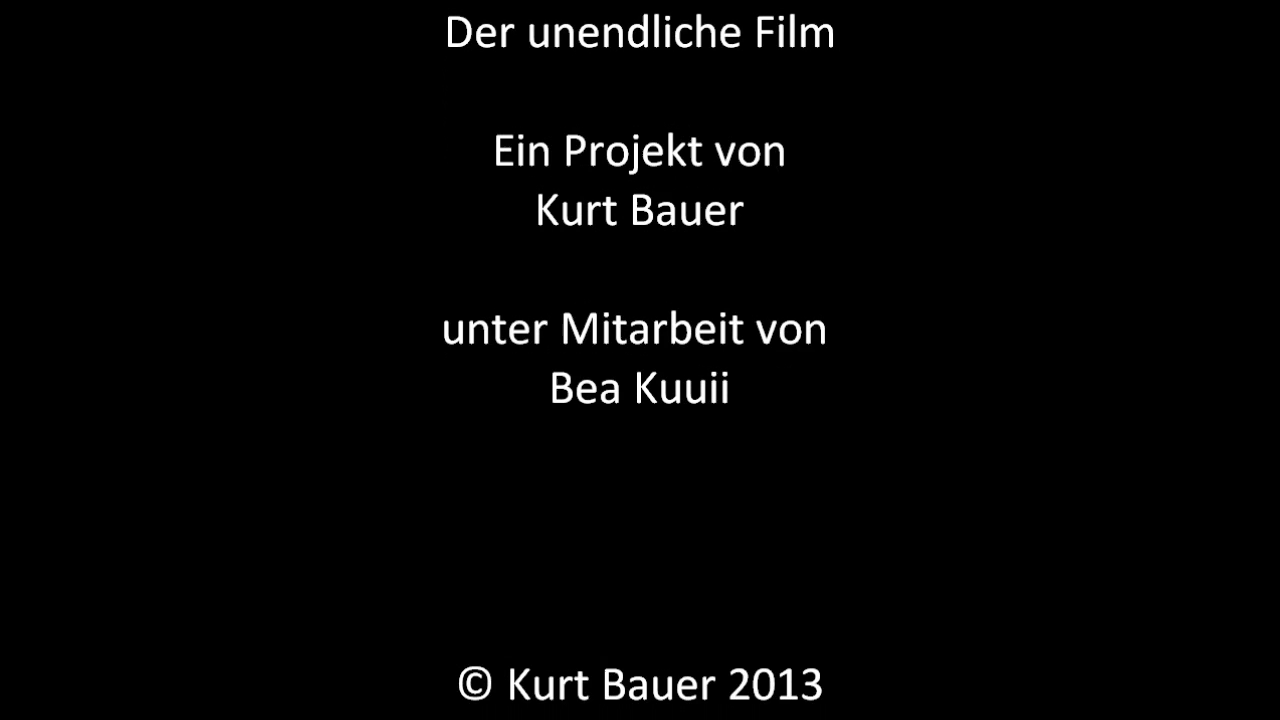 Der unendliche Film
Ein Projekt von
Kurt Bauer
unter Mitarbeit von
Bea Kuuii
© Kurt Bauer 2013